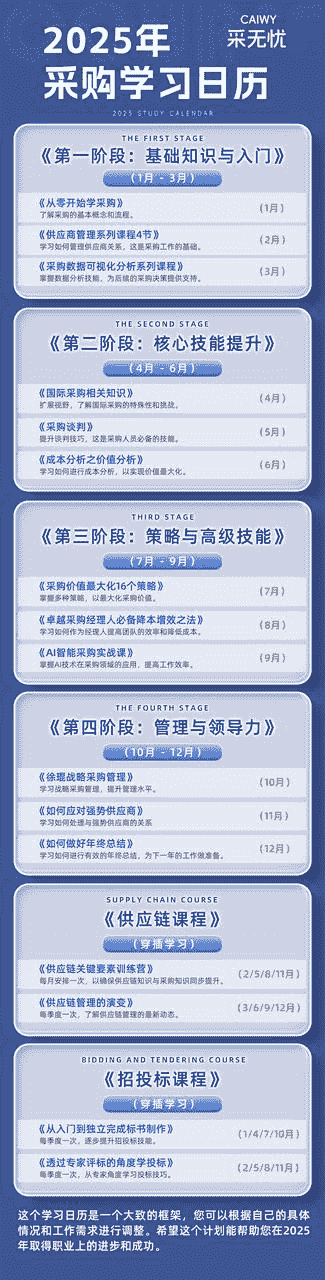 CAIWY
采无忧
2025年
采购学习日历
2025 STUDY CALENDAR
THE FIRST STAGE
《第一阶段：基础知识与入门》
（1月 - 3月）
《从零开始学采购》
（1月）
了解采购的基本概念和流程。
《供应商管理系列课程4节》
（2月）
学习如何管理供应商关系，这是采购工作的基础。
《采购数据可视化分析系列课程》
（3月）
掌握数据分析技能，为后续的采购决策提供支持。
THE SECOND STAGE
《第二阶段：核心技能提升》
（4月 - 6月）
《国际采购相关知识》
（4月）
扩展视野，了解国际采购的特殊性和挑战。
《采购谈判》
（5月）
提升谈判技巧，这是采购人员必备的技能。
《成本分析之价值分析》
（6月）
学习如何进行成本分析，以实现价值最大化。
THIRD STAGE
《第三阶段：策略与高级技能》
（7月 - 9月）
《采购价值最大化16个策略》
（7月）
掌握多种策略，以最大化采购价值。
《卓越采购经理人必备降本增效之法》
（8月）
学习如何作为经理人提高团队的效率和降低成本。
《AI智能采购实战课》
（9月）
掌握AI技术在采购领域的应用，提高工作效率。
THE FOURTH STAGE
《第四阶段：管理与领导力》
（10月 - 12月）
《徐琨战略采购管理》
（10月）
学习战略采购管理，提升管理水平。
《如何应对强势供应商》
（11月）
学习如何处理与强势供应商的关系
《如何做好年终总结》
（12月）
学习如何进行有效的年终总结，为下一年的工作做准备。
SUPPLY CHAIN COURSE
《供应链课程》
（穿插学习）
《供应链关键要素训练营》
（2/5/8/11月）
每月安排一次，以确保供应链知识与采购知识同步提升。
《供应链管理的演变》
（3/6/9/12月）
每季度一次，了解供应链管理的最新动态。
BIDDING AND TENDERING COURSE
《招投标课程》
（穿插学习）
《从入门到独立完成标书制作》
（1/4/7/10月）
每季度一次，逐步提升招投标技能。
《透过专家评标的角度学投标》
（2/5/8/11月）
每季度一次，从专家角度学习投标技巧。
这个学习日历是一个大致的框架，您可以根据自己的具体
情况和工作需求进行调整。希望这个计划能帮助您在2025
年取得职业上的进步和成功。